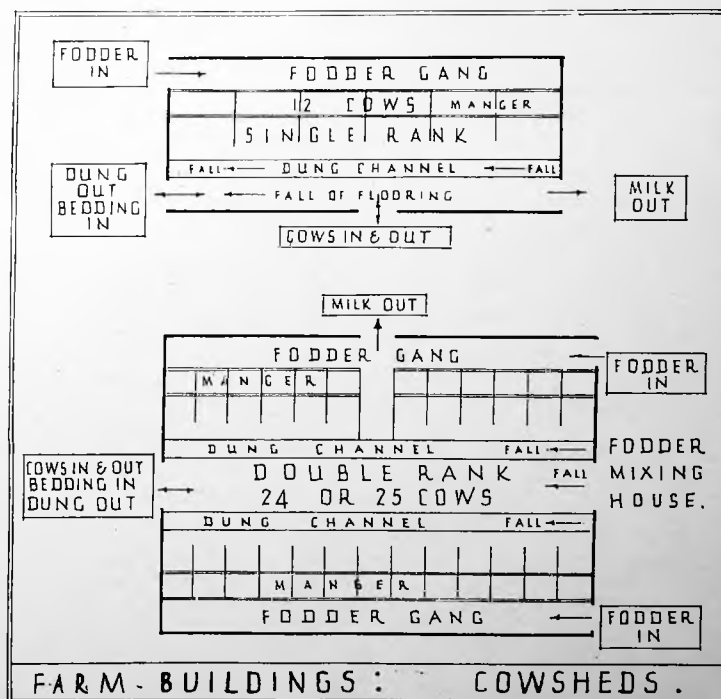 FODDER
IN
FODDER GANG
12 COWS MANGER
SINGLE RANK
FALL DUNG CHANNEL FALL
DUNG
OUT
BEDDING
IN
FALL OF FLOORING
MILK
OUT
COWS IN & OUT
MILK OUT
FODDER GANG
FODDER
IN
MANGER
DUNG CHANNEL FALL
FODDER
MIXING
HOUSE.
COWS IN & OUT
BEDDING IN
DUNG OUT
DOUBLE RANK FALL
24 OR 25 COWS
DUNG CHANNEL FALL
MANGER
FODDER GANG
FODDER
IN
FARM-BUILDINGS: COWSHEDS.